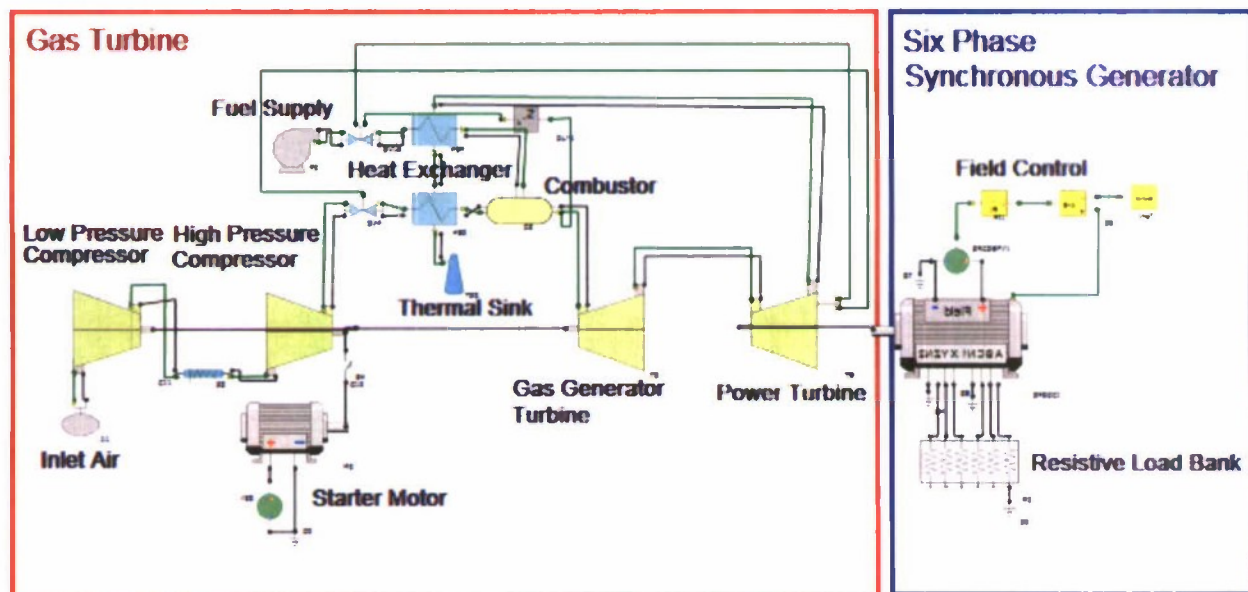 Gas Turbine
Fuel Supply
Heat Exchanger
Combustor
Low Pressure
Compressor
High Pressure
Compressor
Thermal Sink
Gas Generator
Turbine
Power Turbine
Inlet Air
Starter Motor
Six Phase
Synchronous Generator
Field Control
Field
Resistive Load Bank